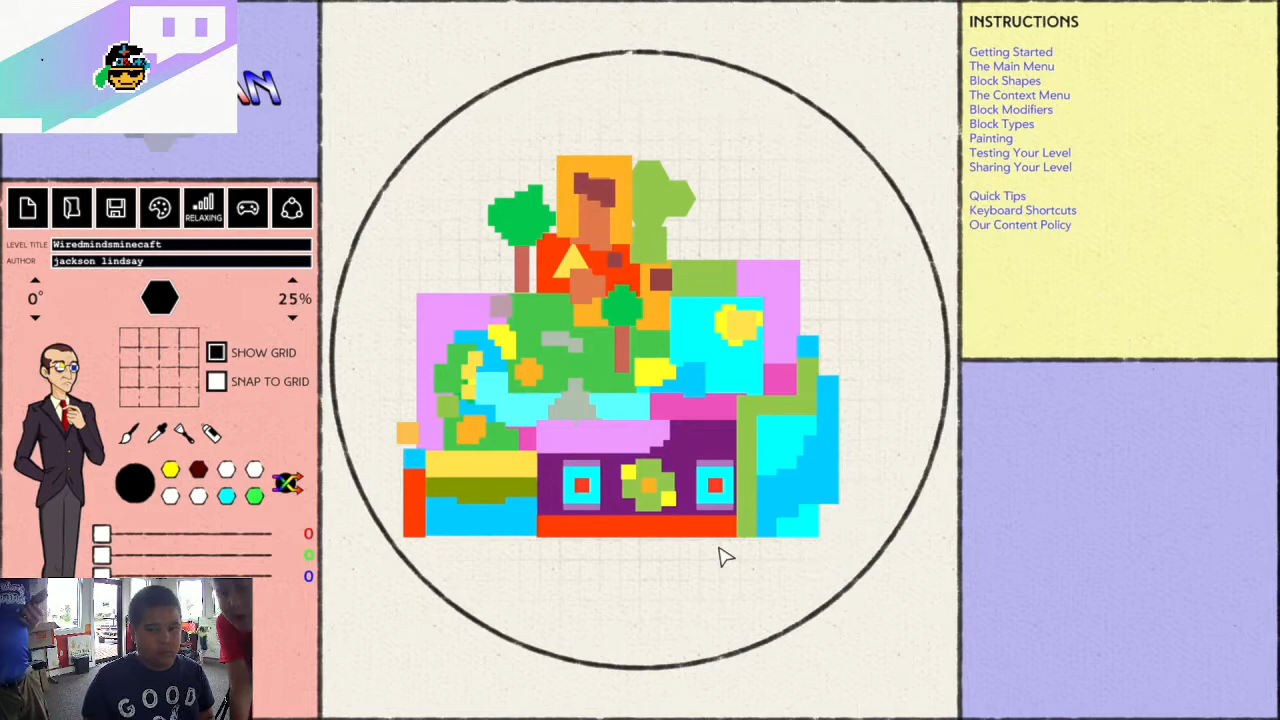 AN
RELAXING
LEVEL TITLE Wiredmindsminecaft
AUTHOR jackson lindsay
0°
25%
SHOW GRID
SNAP TO GRID
0
0
0
GOOD
INSTRUCTIONS
Getting Started
The Main Menu
Block Shapes
The Context Menu
Block Modifiers
Block Types
Painting
Testing Your Level
Sharing Your Level
Quick Tips
Keyboard Shortcuts
Our Content Policy